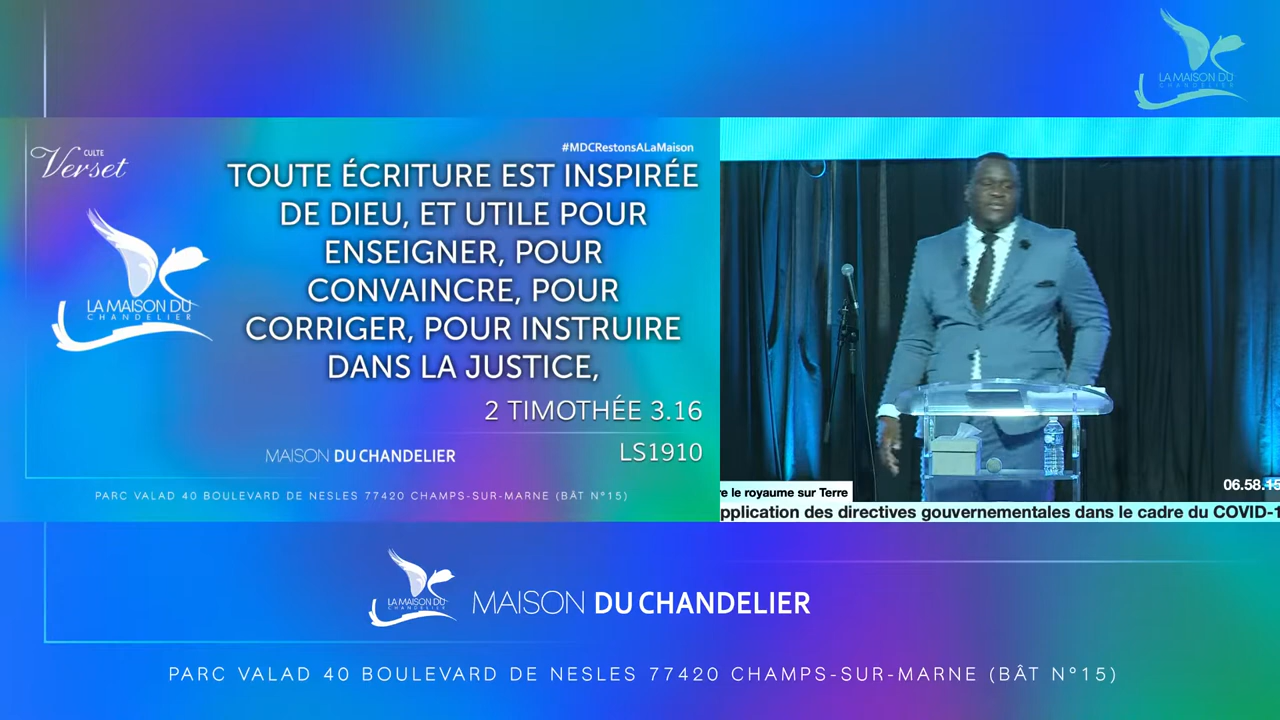 LA MAISON DU
CHANDELIER
CULTE
Verset
#MDCRestonsALaMaison
TOUTE ÉCRITURE EST INSPIRÉE
DE DIEU, ET UTILE POUR
ENSEIGNER, POUR
CONVAINCRE, POUR
CORRIGER, POUR INSTRUIRE
DANS LA JUSTICE,
2 TIMOTHÉE 3.16
LS1910
LA MAISON DU
CHANDELIER
MAISON DU CHANDELIER
PARC VALAD 40 BOULEVARD DE NESLES 77420 CHAMPS-SUR-MARNE (BÂT N°15)
re le royaume sur Terre
06.58.15
pplication des directives gouvernementales dans le cadre du COVID-1
LA MAISON DU
CHANDELIER
MAISON DU CHANDELIER
PARC VALAD 40 BOULEVARD DE NESLES 77420 CHAMPS-SUR-MARNE (BÂT N°15)